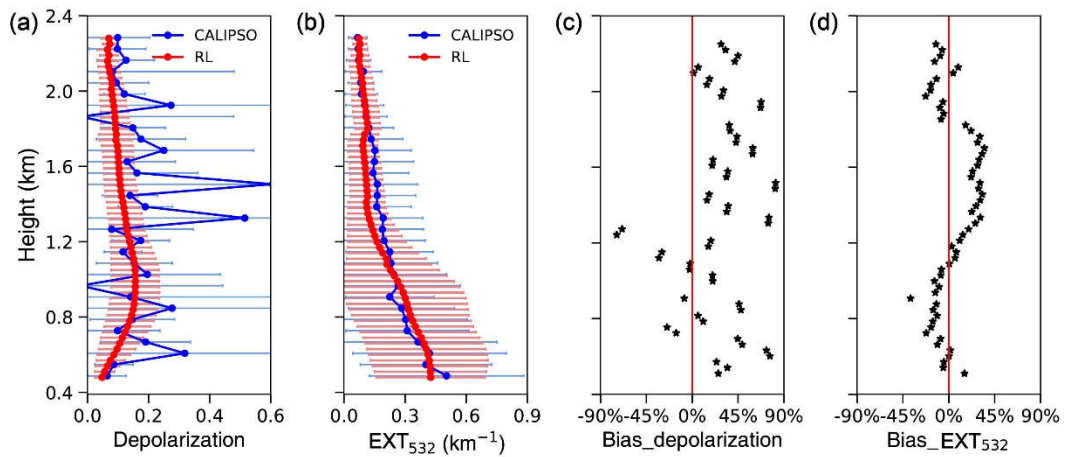 (a)
2.4
2.0
1.6
1.2
0.8
0.4
Height (km)
CALIPSO
RL
0.0
0.2
0.4
0.6
Depolarization
(b)
CALIPSO
RL
0.0
0.3
0.6
0.9
EXT₅₃₂ (km⁻¹)
(c)
-90%
-45%
0%
45%
90%
Bias_depolarization
(d)
-90%
-45%
0%
45%
90%
Bias_EXT₅₃₂